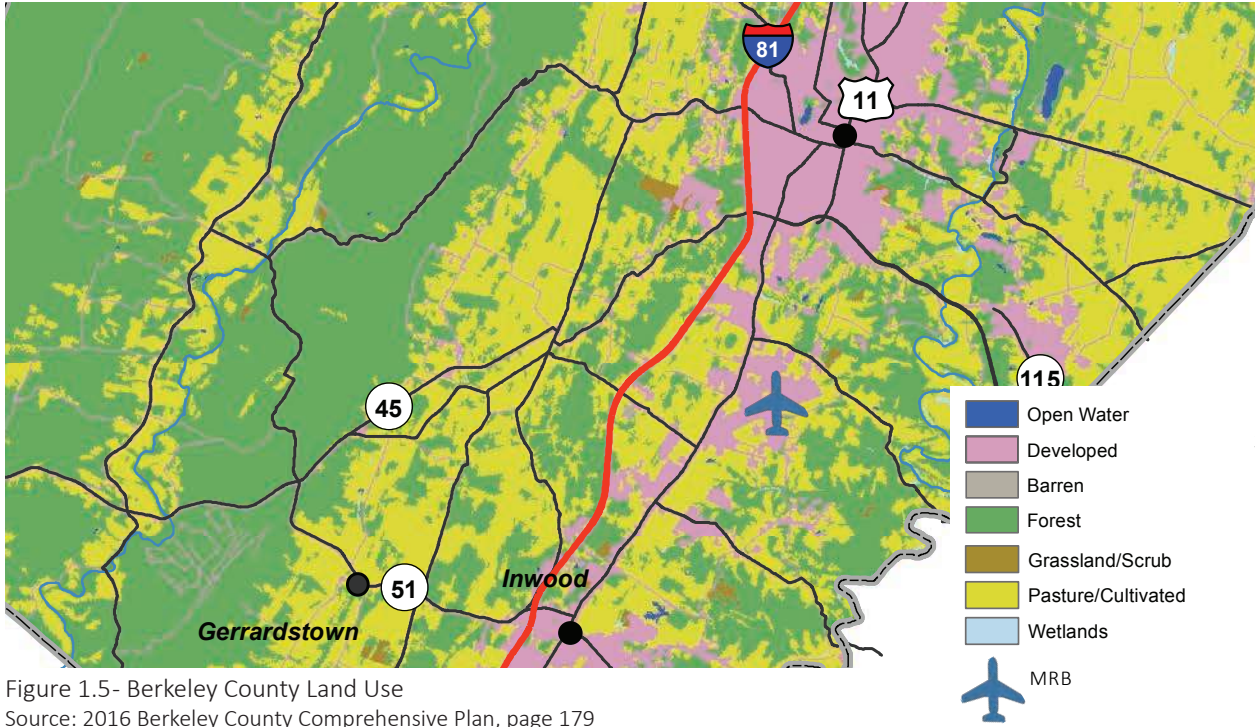 81
11
115
45
51
Inwood
Gerrardstown
Open Water
Developed
Barren
Forest
Grassland/Scrub
Pasture/Cultivated
Wetlands
MRB
Figure 1.5- Berkeley County Land Use
Source: 2016 Berkeley County Comprehensive Plan, page 179